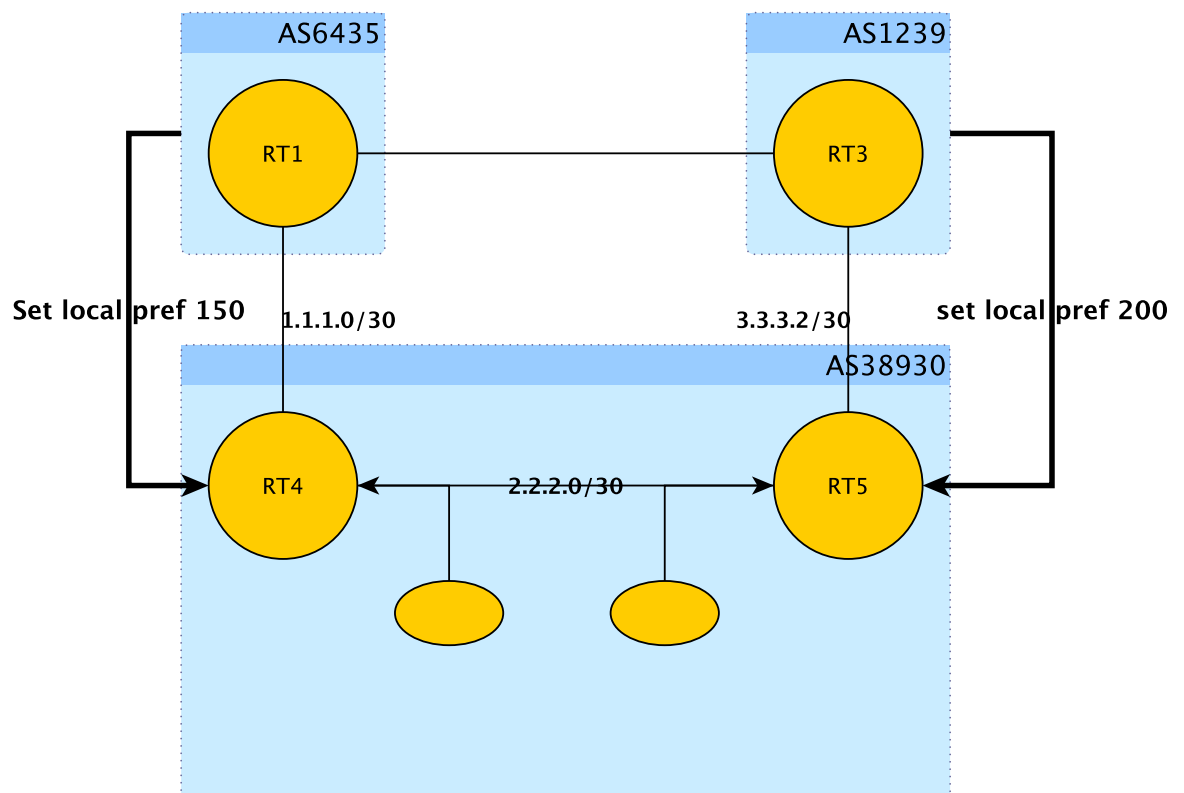 AS6435
AS1239
RT1
RT3
Set local pref 150
set local pref 200
1.1.1.0/30
3.3.3.2/30
AS38930
RT4
2.2.2.0/30
RT5